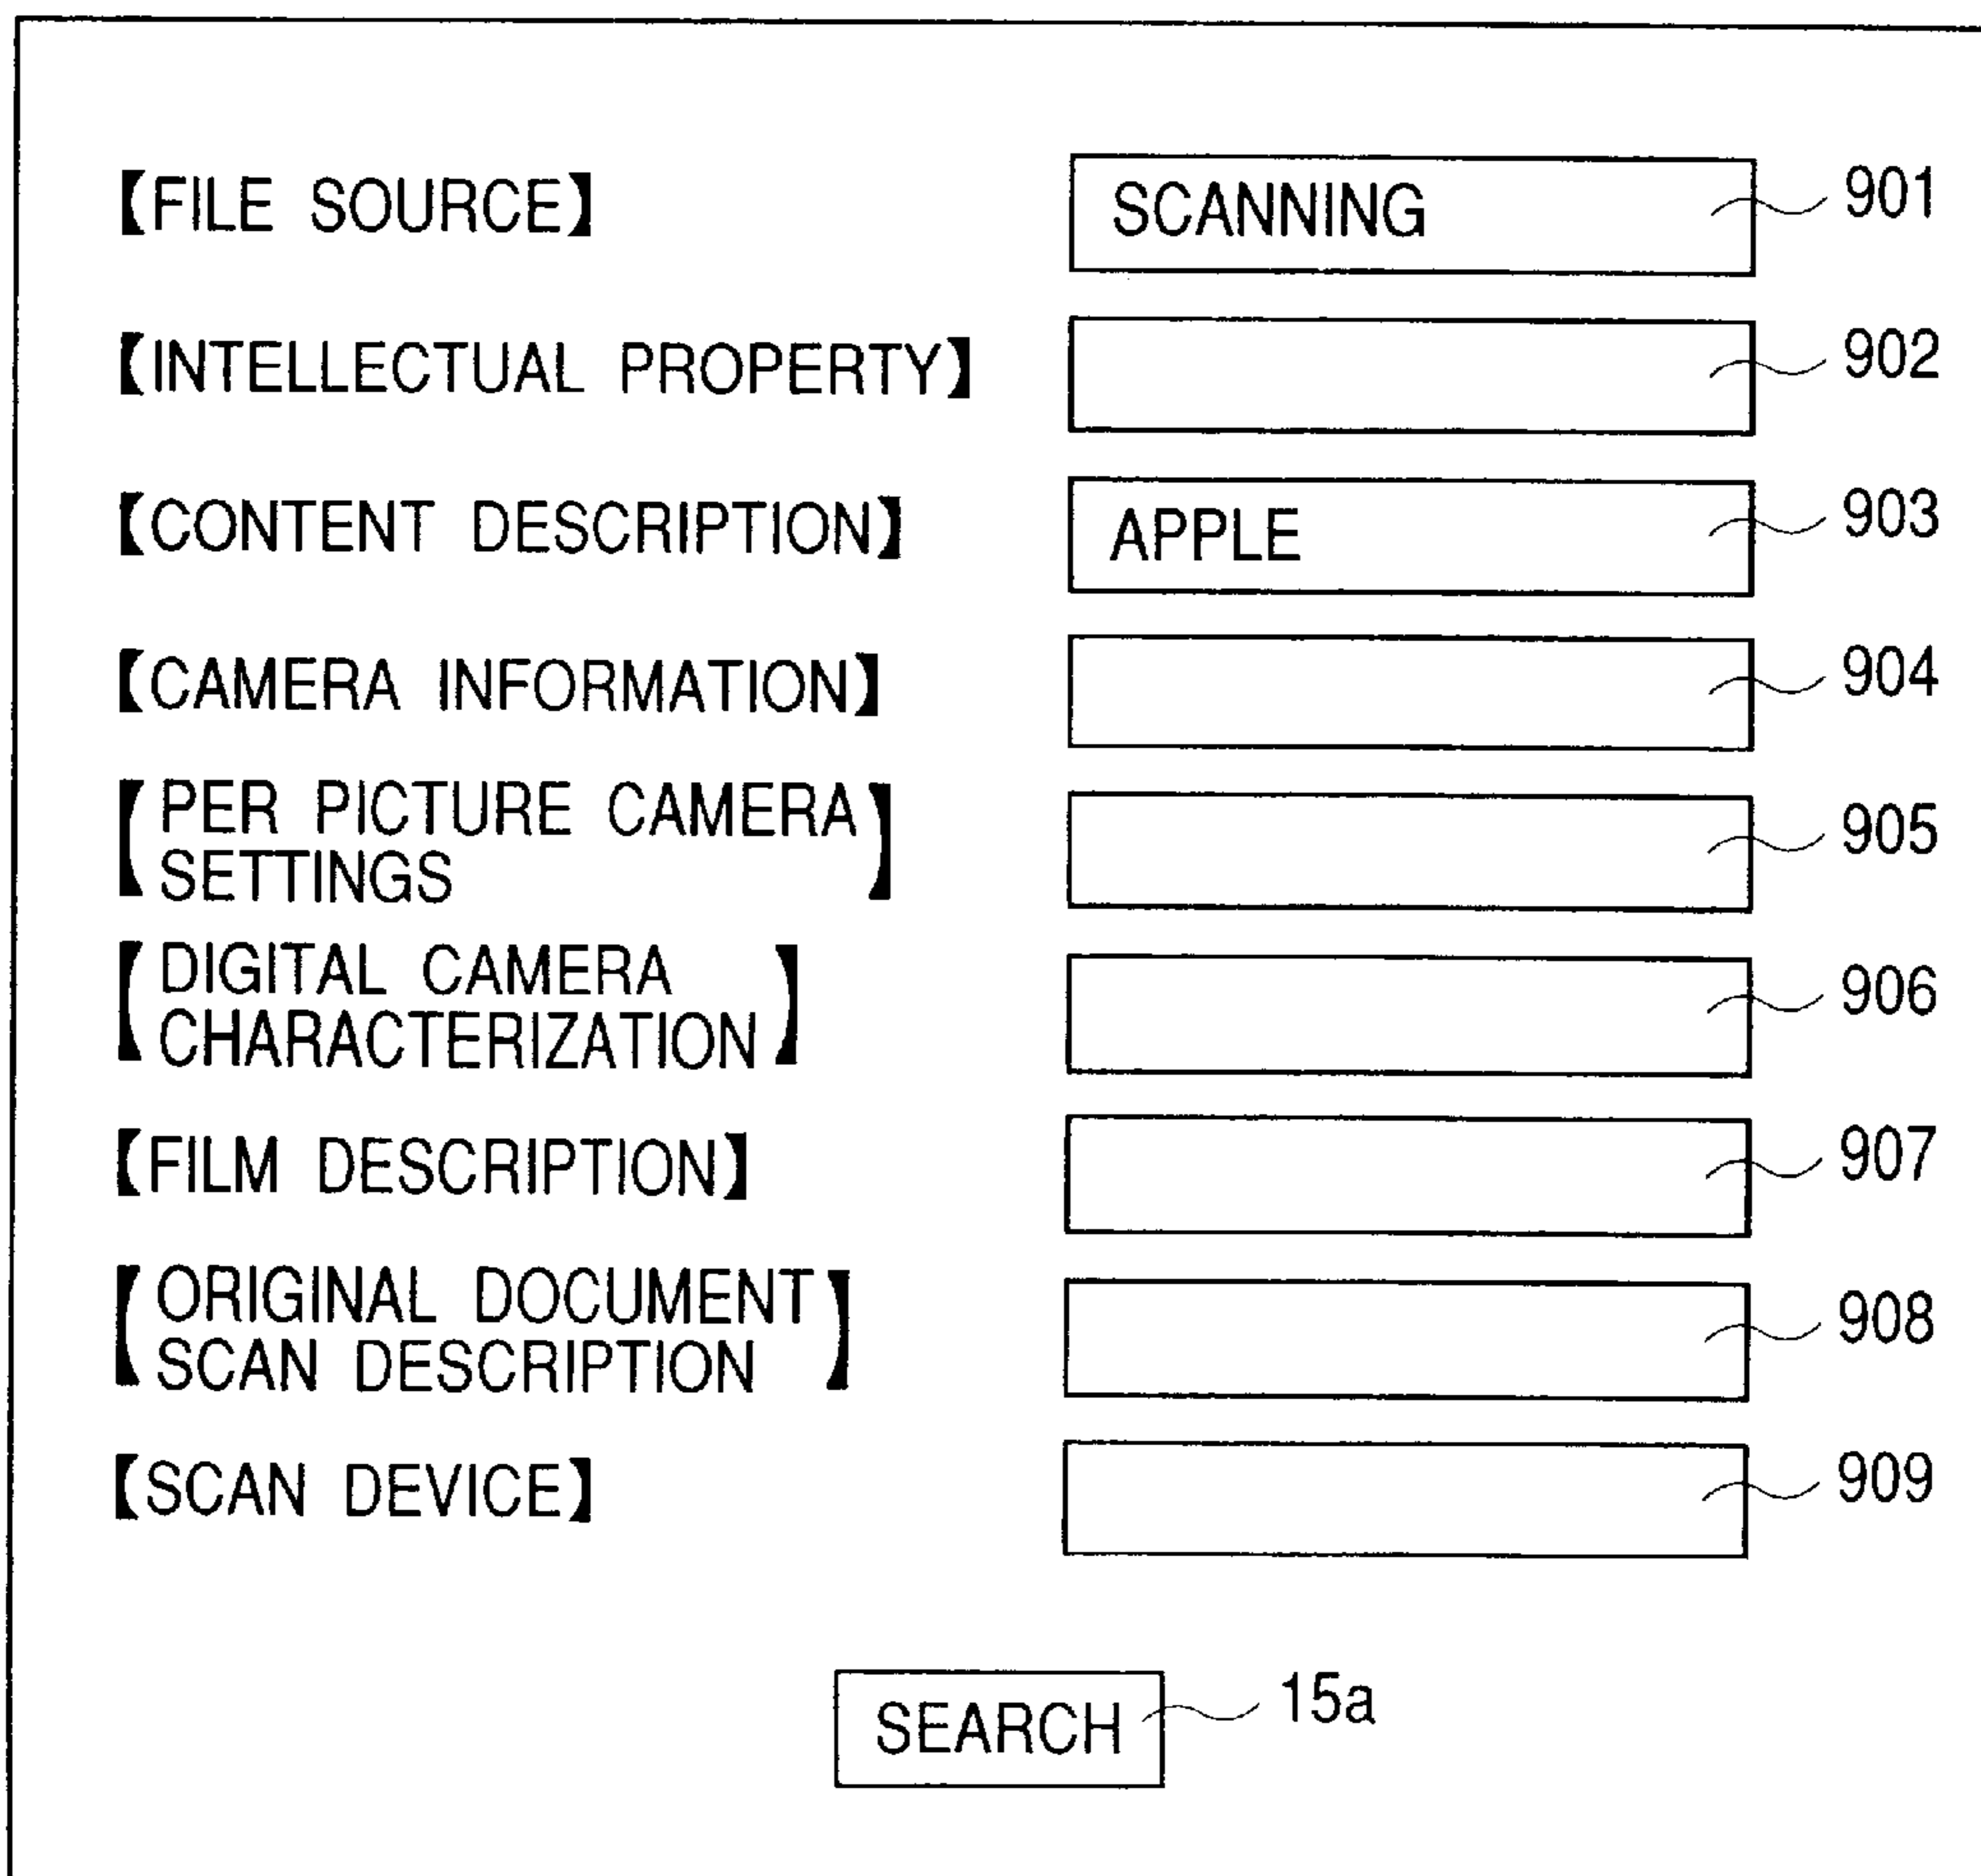 【FILE SOURCE】 SCANNING 901
【INTELLECTUAL PROPERTY】 902
【CONTENT DESCRIPTION】 APPLE 903
【CAMERA INFORMATION】 904
【PER PICTURE CAMERA
SETTINGS】 905
【DIGITAL CAMERA
CHARACTERIZATION】 906
【FILM DESCRIPTION】 907
【ORIGINAL DOCUMENT
SCAN DESCRIPTION】 908
【SCAN DEVICE】 909
SEARCH 15a